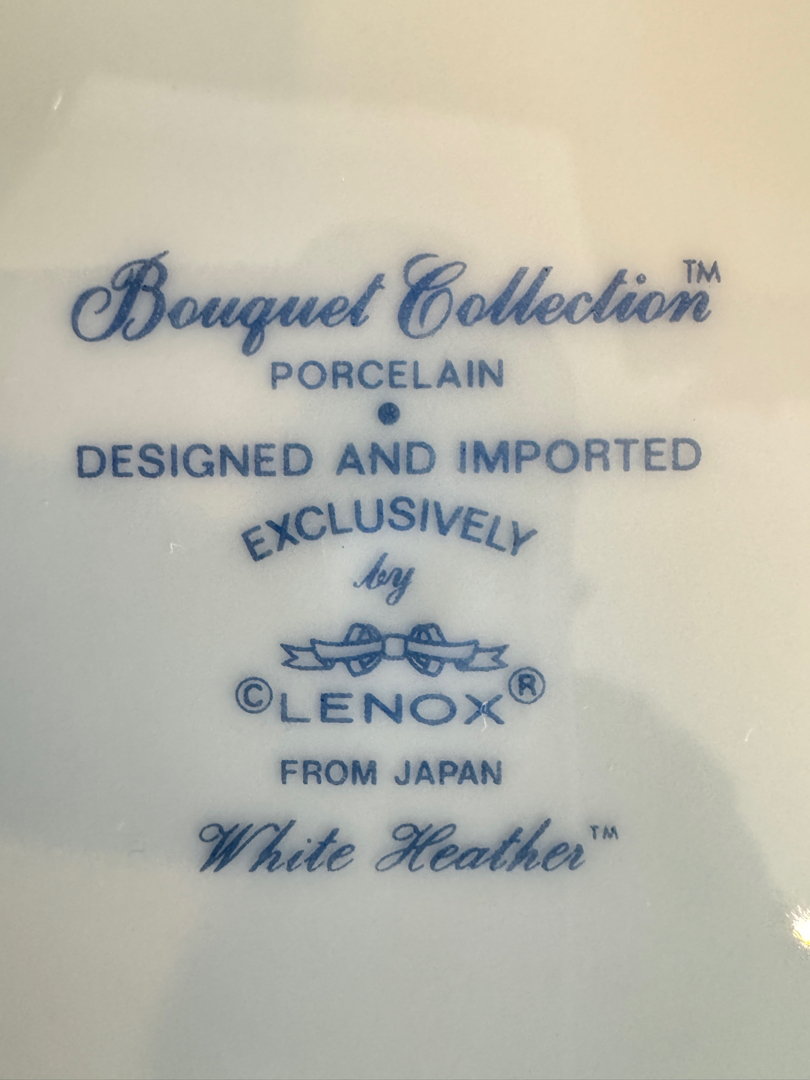 Bouquet Collection™
PORCELAIN
•
DESIGNED AND IMPORTED
EXCLUSIVELY
by
©LENOX®
FROM JAPAN
White Heather™